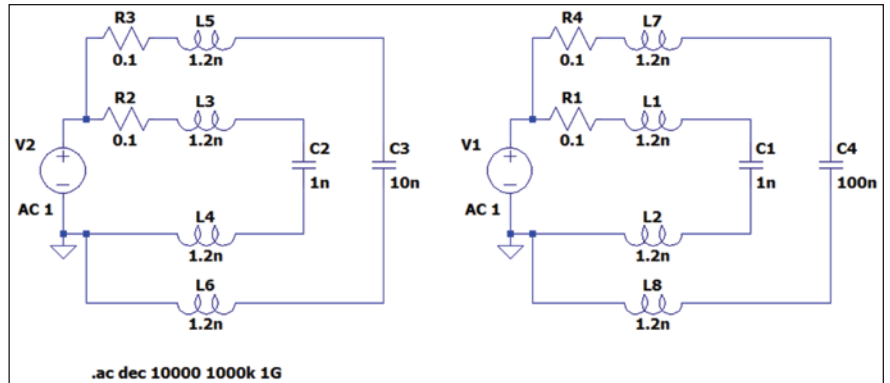 R3 L5 R4 L7
0.1 1.2n 0.1 1.2n
R2 L3 R1 L1
0.1 1.2n 0.1 1.2n
V2 C2 C3 V1 C1 C4
1n 10n 1n 100n
AC 1 L4 AC 1 L2
1.2n 1.2n
L6 L8
1.2n 1.2n
.ac dec 10000 1000k 1G